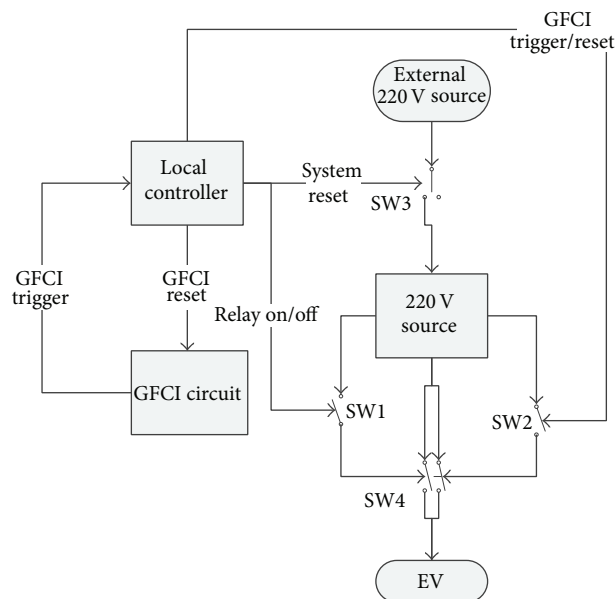 GFCI
trigger/reset
External
220 V source
Local
controller
System
reset
SW3
GFCI
trigger
GFCI
reset
Relay on/off
220 V
source
GFCI circuit
SW1
SW2
SW4
EV